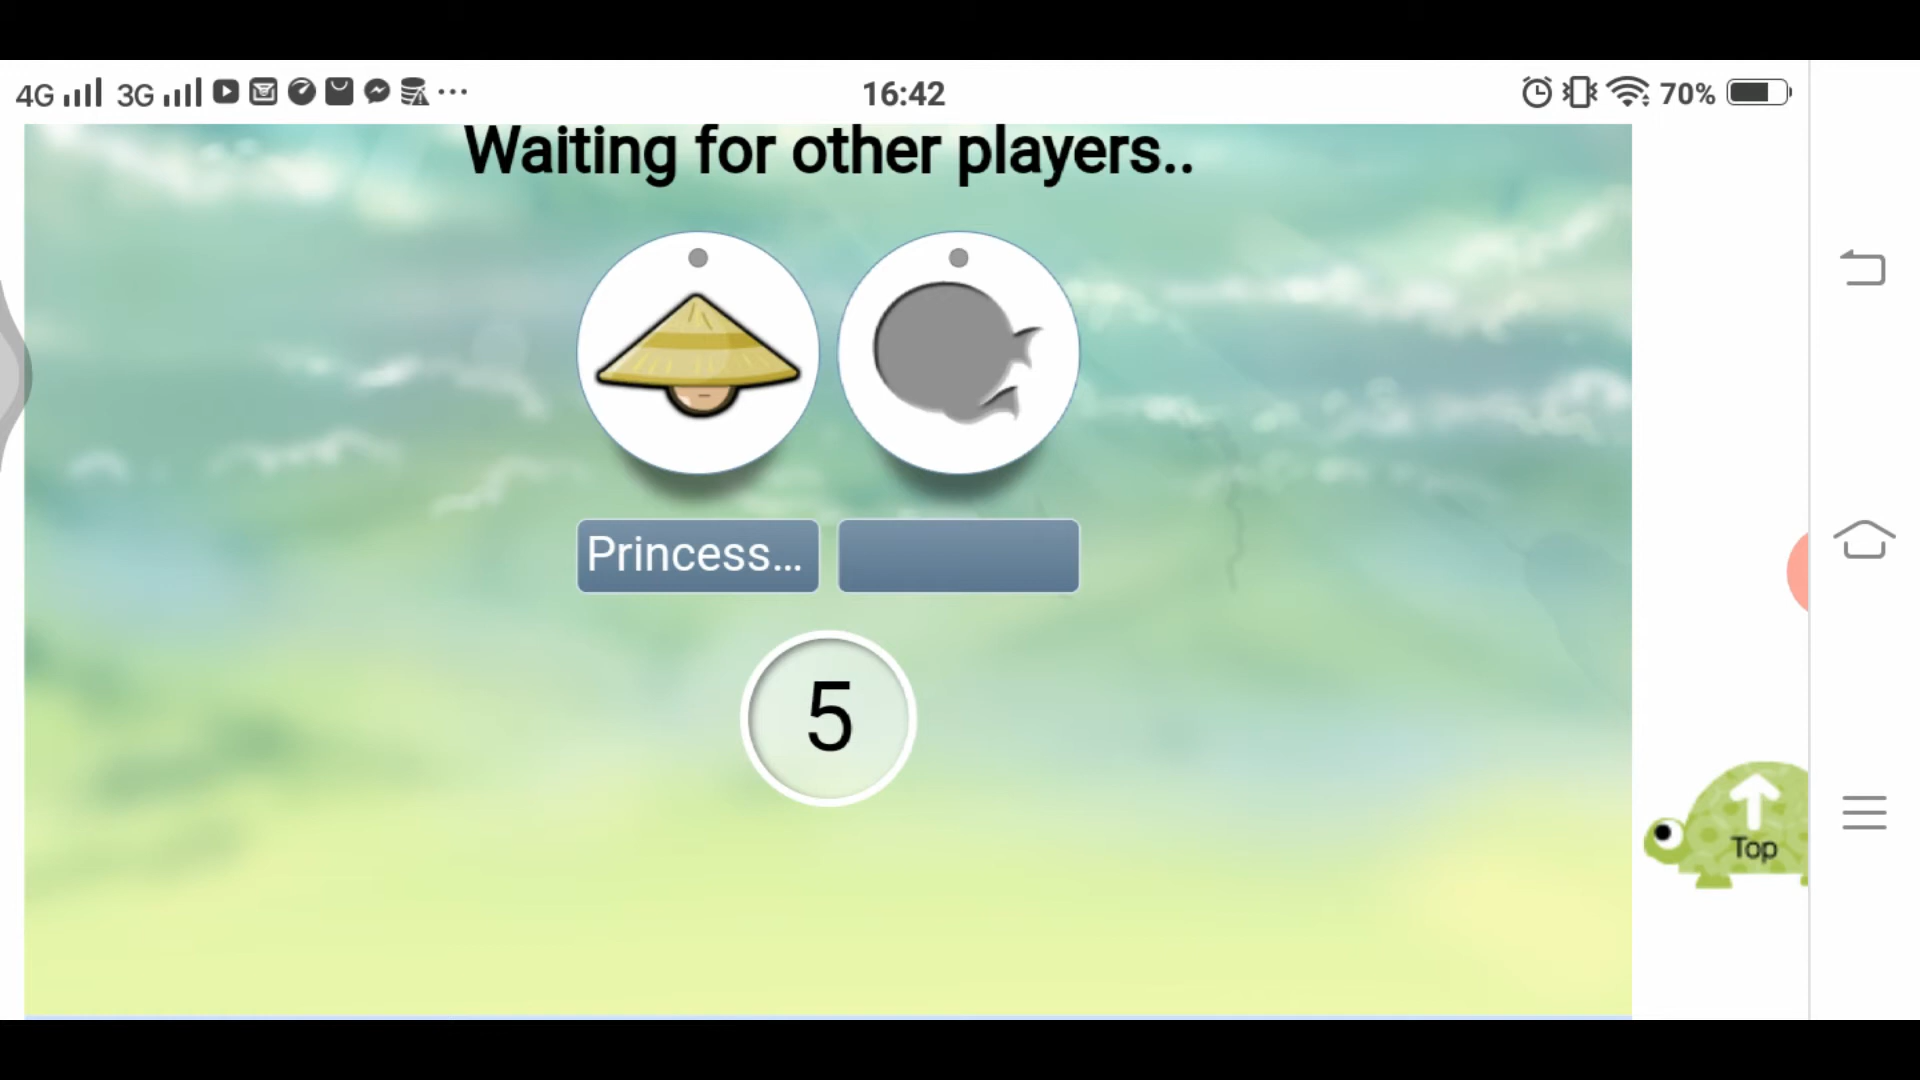 4G 3G 16:42 70%
Waiting for other players..
Princess...
5
Top